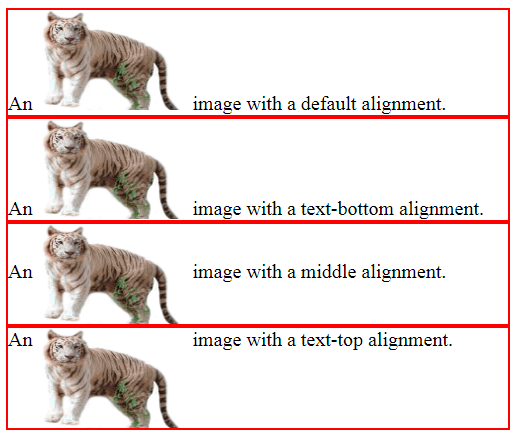 An image with a default alignment.
An image with a text-bottom alignment.
An image with a middle alignment.
An image with a text-top alignment.